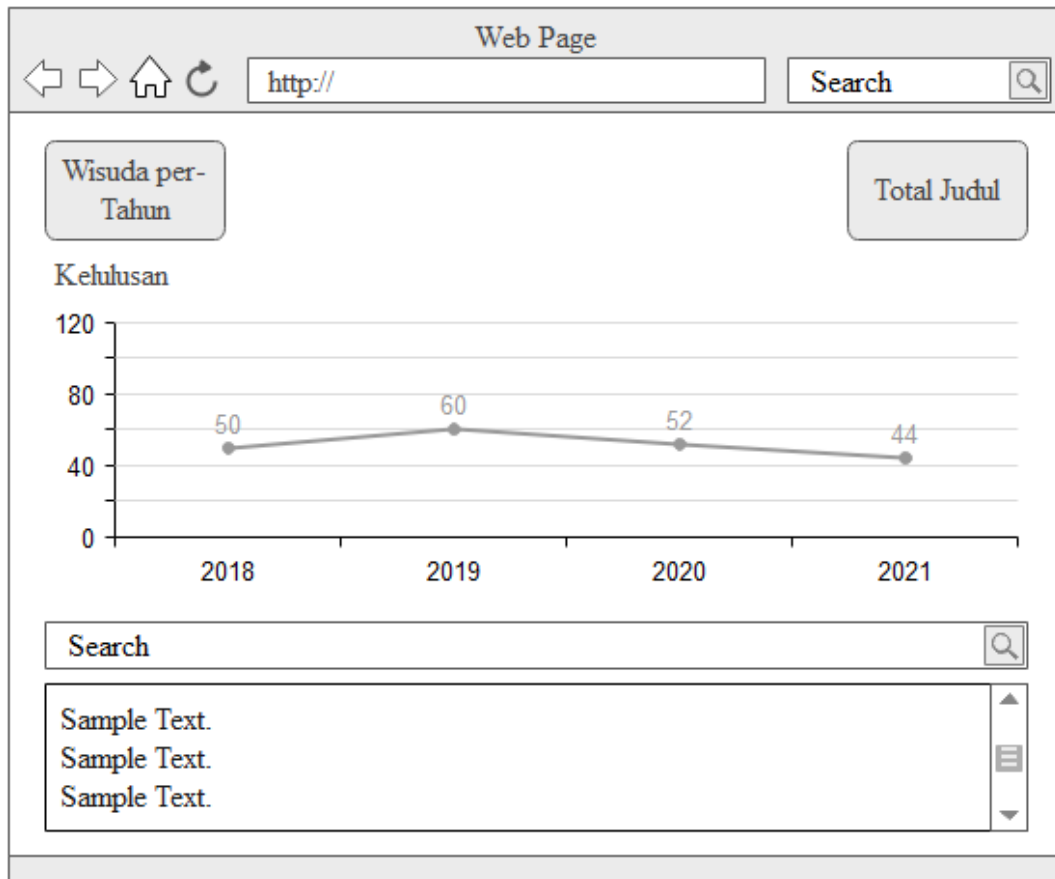 Web Page
http://
Search
Wisuda per-
Tahun
Total Judul
Kelulusan
120
80
40
0
50
60
52
44
2018
2019
2020
2021
Search
Sample Text.
Sample Text.
Sample Text.